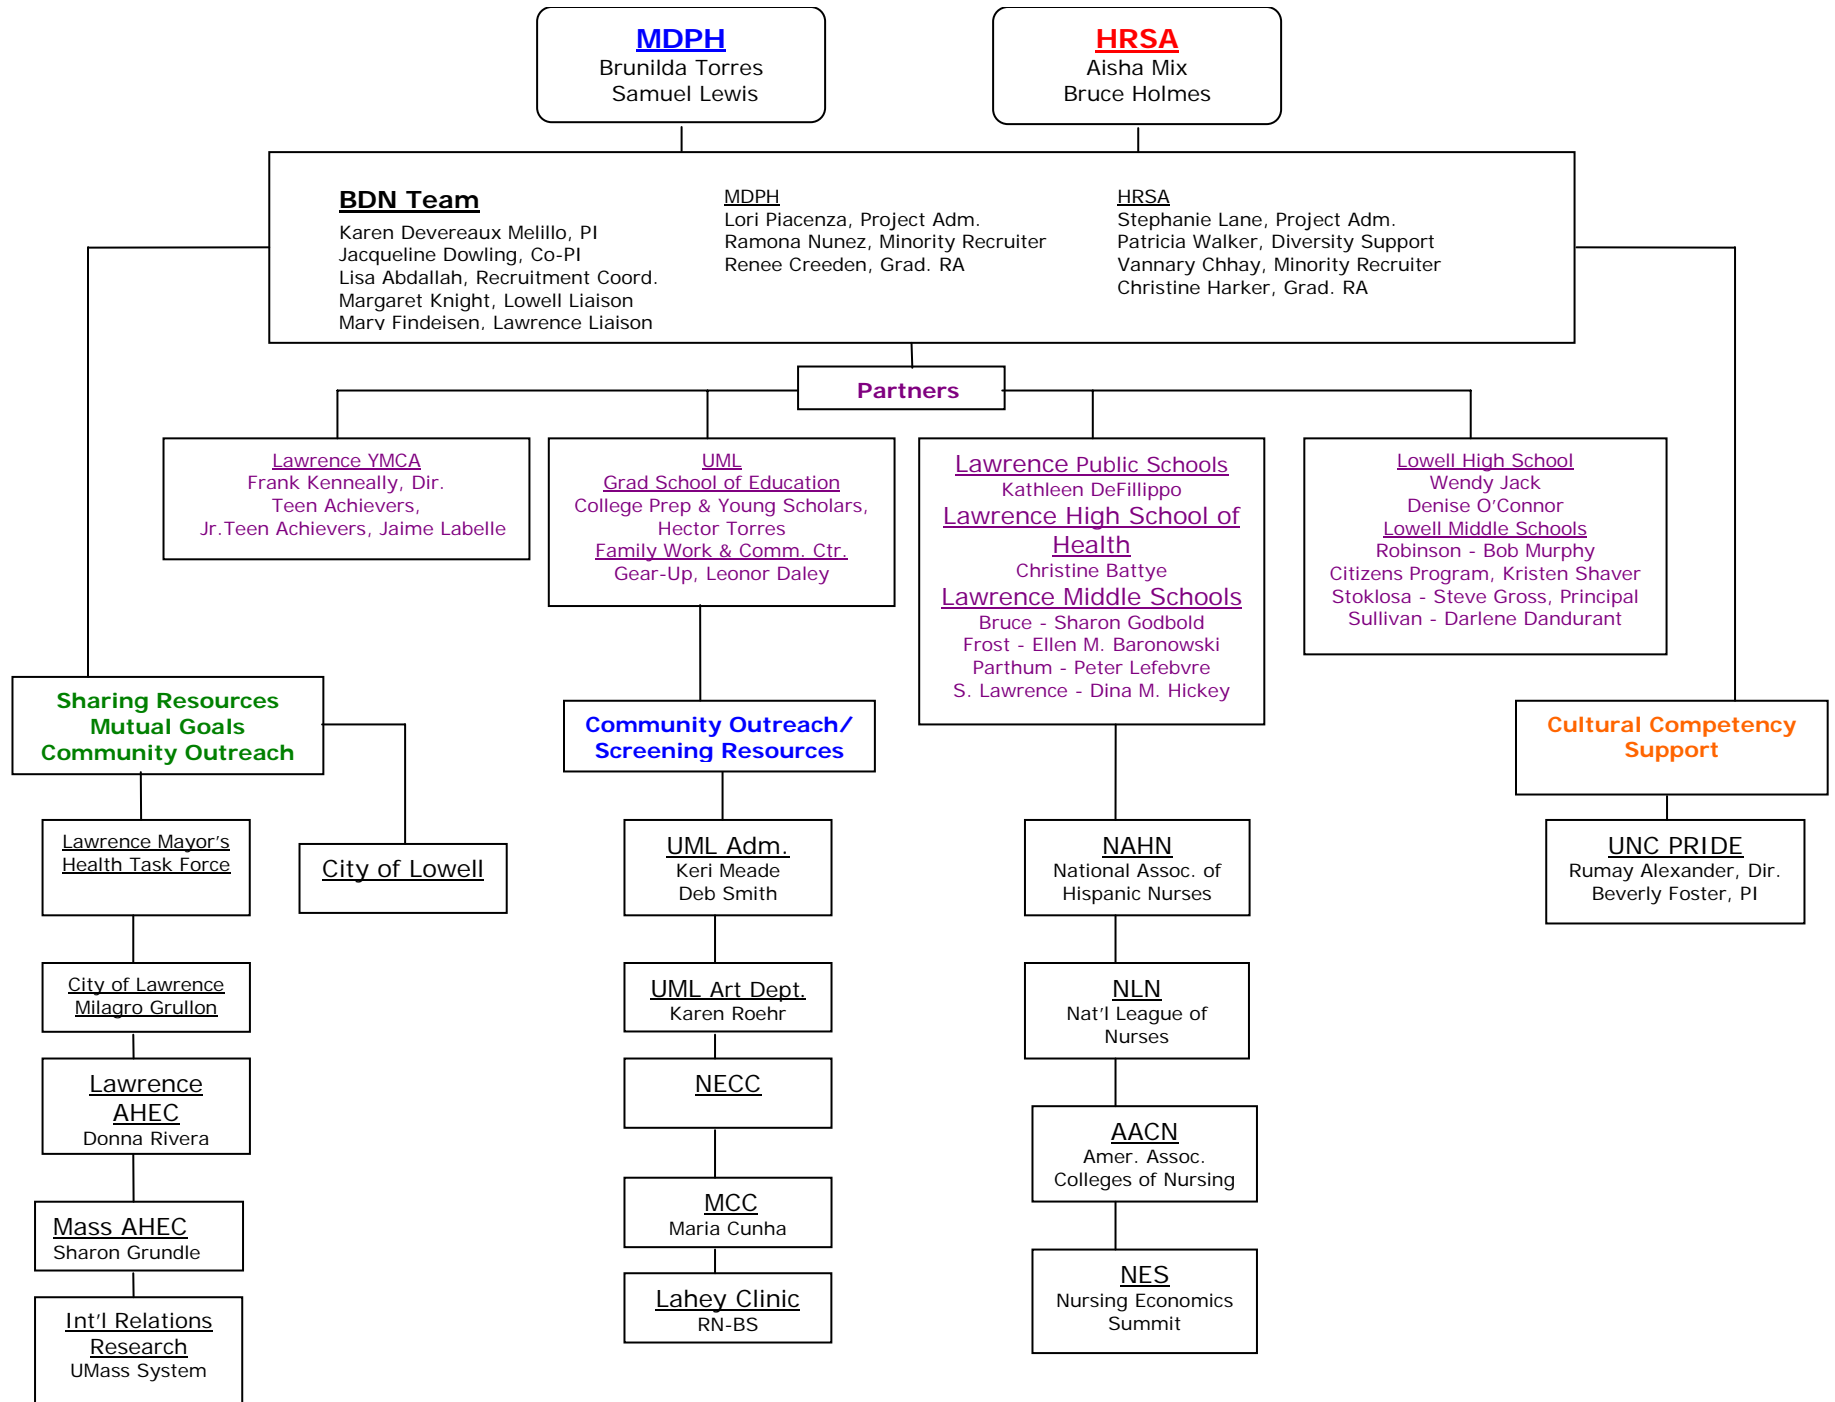 MDPH
Brunilda Torres
Samuel Lewis
HRSA
Aisha Mix
Bruce Holmes
BDN Team
Karen Devereaux Melillo, PI
Jacqueline Dowling, Co-PI
Lisa Abdallah, Recruitment Coord.
Margaret Knight, Lowell Liaison
Mary Findeisen, Lawrence Liaison
MDPH
Lori Piacenza, Project Adm.
Ramona Nunez, Minority Recruiter
Renee Creeden, Grad. RA
HRSA
Stephanie Lane, Project Adm.
Patricia Walker, Diversity Support
Vannary Chhay, Minority Recruiter
Christine Harker, Grad. RA
Partners
Lawrence YMCA
Frank Kenneally, Dir.
Teen Achievers,
Jr.Teen Achievers, Jaime Labelle
UML
Grad School of Education
College Prep & Young Scholars,
Hector Torres
Family Work & Comm. Ctr.
Gear-Up, Leonor Daley
Lawrence Public Schools
Kathleen DeFillippo
Lawrence High School of
Health
Christine Battye
Lawrence Middle Schools
Bruce - Sharon Godbold
Frost - Ellen M. Baronowski
Parthum - Peter Lefebvre
S. Lawrence - Dina M. Hickey
Lowell High School
Wendy Jack
Denise O'Connor
Lowell Middle Schools
Robinson - Bob Murphy
Citizens Program, Kristen Shaver
Stoklosa - Steve Gross, Principal
Sullivan - Darlene Dandurant
Sharing Resources
Mutual Goals
Community Outreach
Community Outreach/
Screening Resources
Cultural Competency
Support
Lawrence Mayor's
Health Task Force
City of Lowell
City of Lawrence
Milagro Grullon
Lawrence
AHEC
Donna Rivera
Mass AHEC
Sharon Grundle
Int'l Relations
Research
UMass System
UML Adm.
Keri Meade
Deb Smith
UML Art Dept.
Karen Roehr
NECC
MCC
Maria Cunha
Lahey Clinic
RN-BS
NAHN
National Assoc. of
Hispanic Nurses
NLN
Nat'l League of
Nurses
AACN
Amer. Assoc.
Colleges of Nursing
NES
Nursing Economics
Summit
UNC PRIDE
Rumay Alexander, Dir.
Beverly Foster, PI